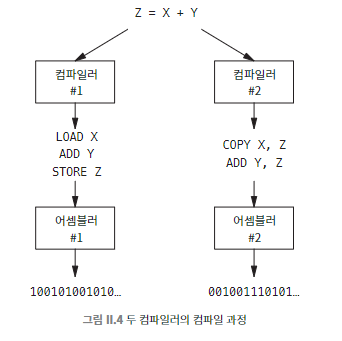 Z = X + Y
컴파일러
#1
컴파일러
#2
LOAD X
ADD Y
STORE Z
COPY X, Z
ADD Y, Z
어셈블러
#1
어셈블러
#2
100101001010…
001001110101…
그림 II.4 두 컴파일러의 컴파일 과정